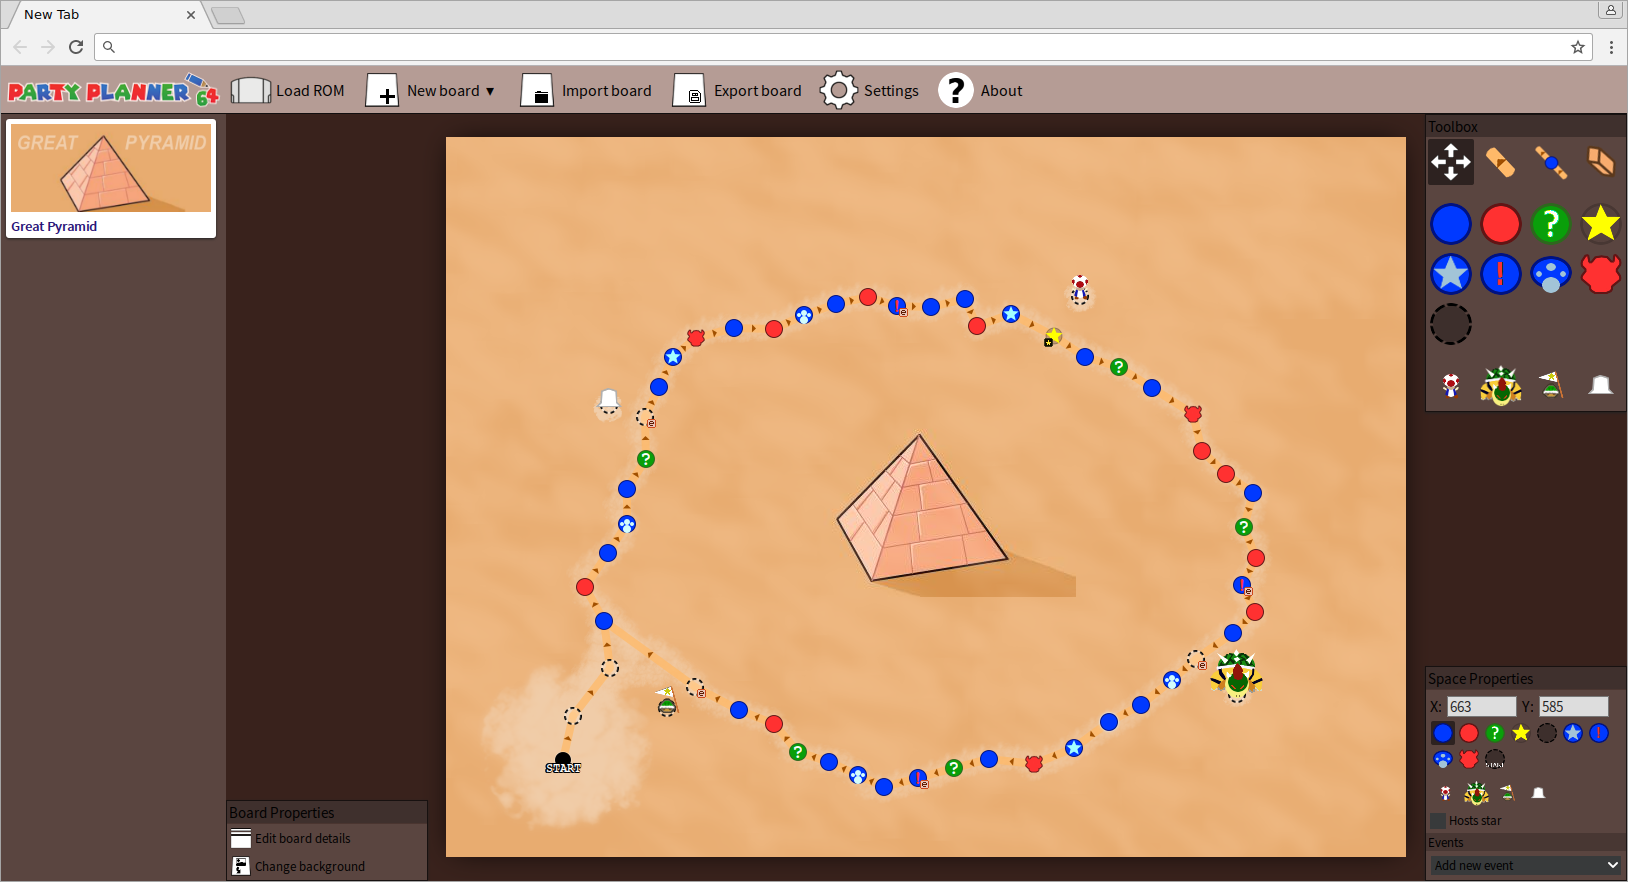 New Tab
PARTY PLANNER 64
Load ROM
New board ▼
Import board
Export board
Settings
? About
GREAT PYRAMID
Great Pyramid
Toolbox
START
Board Properties
Edit board details
Change background
Space Properties
X: 663 Y: 585
START
Hosts star
Events
Add new event